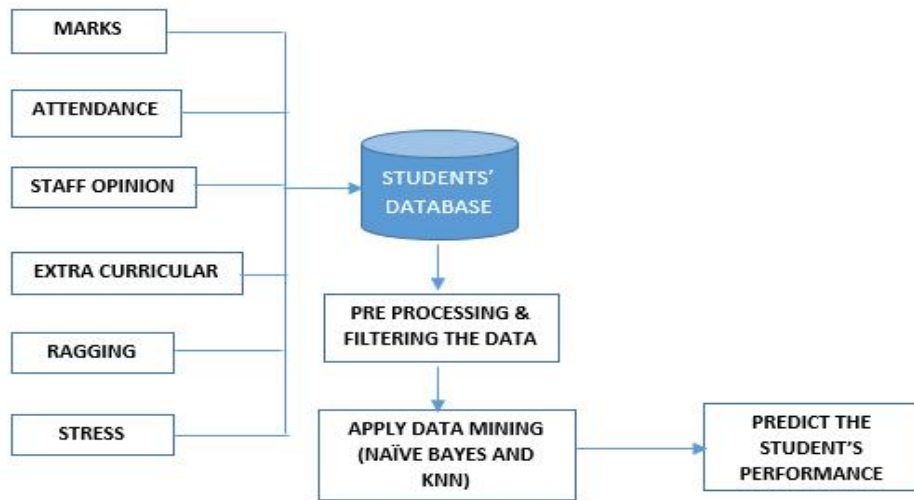 MARKS
ATTENDANCE
STAFF OPINION
EXTRA CURRICULAR
RAGGING
STRESS
STUDENTS'
DATABASE
PRE PROCESSING &
FILTERING THE DATA
APPLY DATA MINING
(NAÏVE BAYES AND
KNN)
PREDICT THE
STUDENT'S
PERFORMANCE